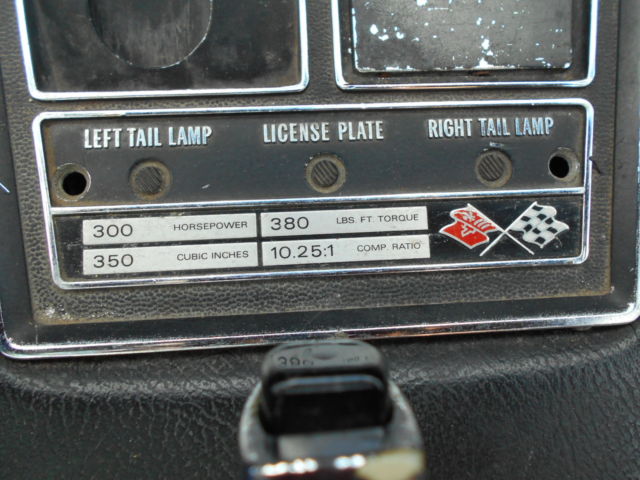 LEFT TAIL LAMP LICENSE PLATE RIGHT TAIL LAMP
300 HORSEPOWER 380 LBS. FT. TORQUE
350 CUBIC INCHES 10.25:1 COMP. RATIO